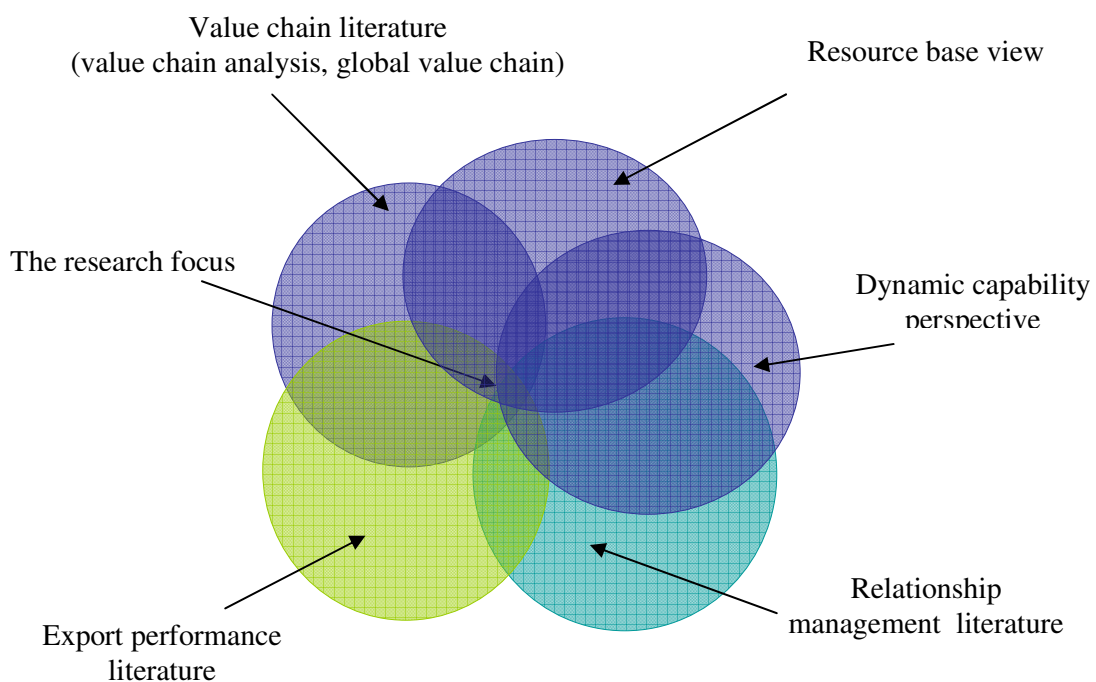 Value chain literature
(value chain analysis, global value chain)
Resource base view
The research focus
Dynamic capability
perspective
Relationship
management literature
Export performance
literature